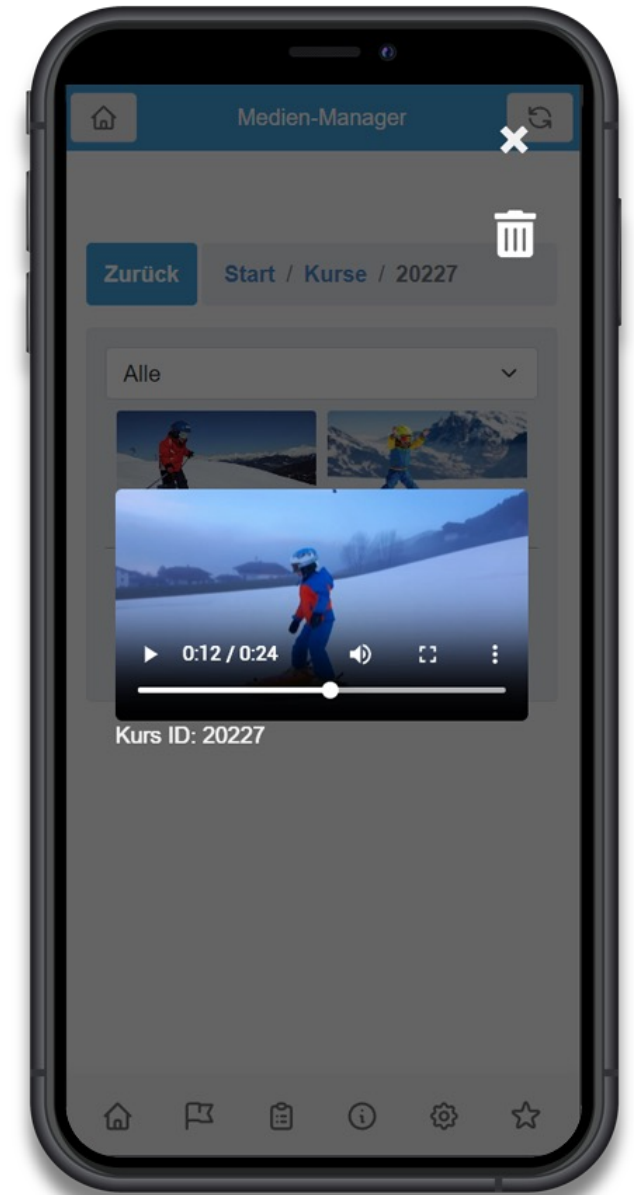 Medien-Manager
Zurück
Start / Kurse / 20227
Alle
0:12 / 0:24
Kurs ID: 20227